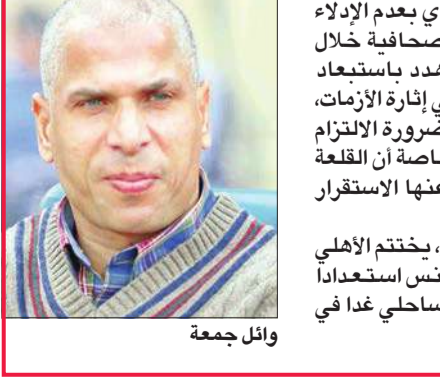 ي بعدم الإدلاء
صحافية خلال
هدد باستبعاد
ي إثارة الأزمات،
ضرورة الالتزام
اصة أن القلعة
عنها الاستقرار
، يختتم الأهلي
نس استعدادا
ساحلي غدا في
وائل جمعة